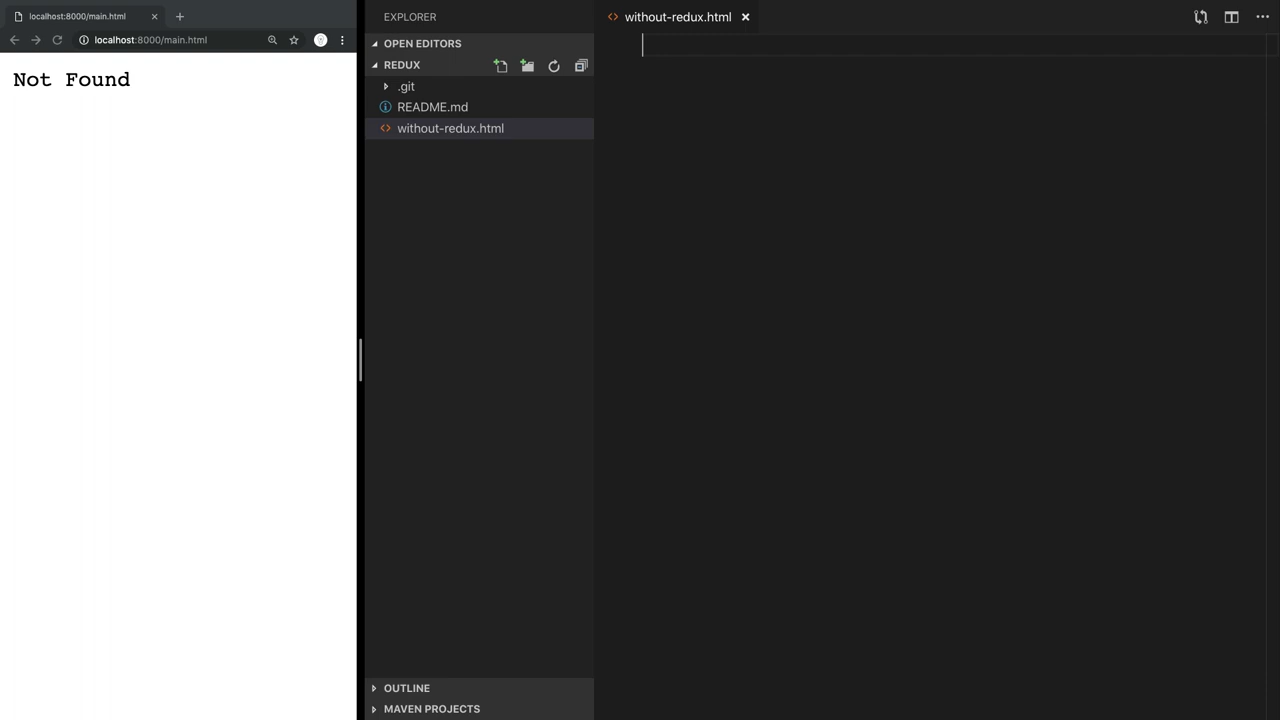 localhost:8000/main.html
localhost:8000/main.html
Not Found
EXPLORER
OPEN EDITORS
REDUX
.git
README.md
without-redux.html
OUTLINE
MAVEN PROJECTS
without-redux.html